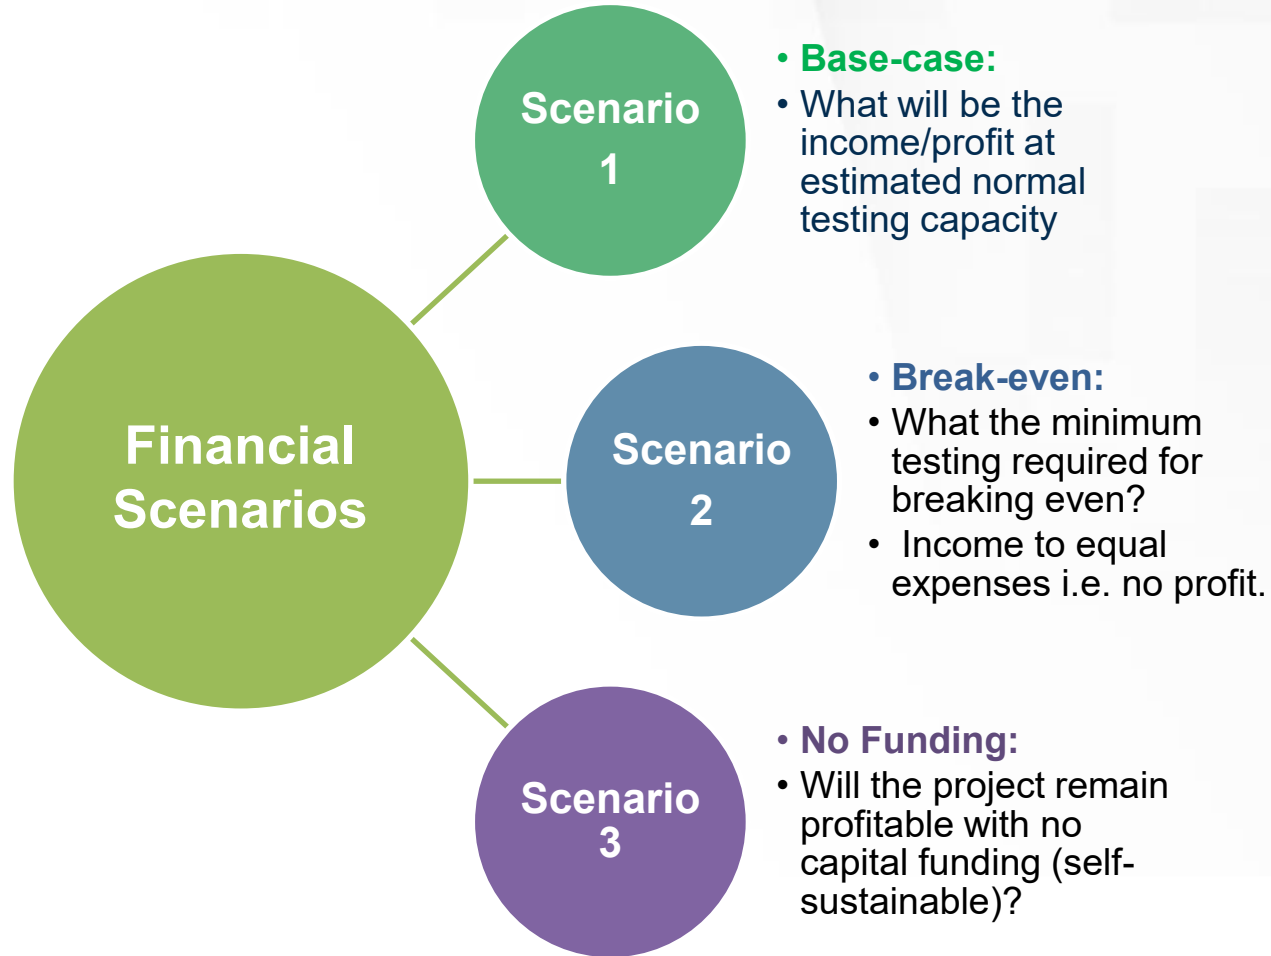 Financial
Scenarios
Scenario
1
• Base-case:
• What will be the
income/profit at
estimated normal
testing capacity
Scenario
2
• Break-even:
• What the minimum
testing required for
breaking even?
• Income to equal
expenses i.e. no profit.
Scenario
3
• No Funding:
• Will the project remain
profitable with no
capital funding (self-
sustainable)?